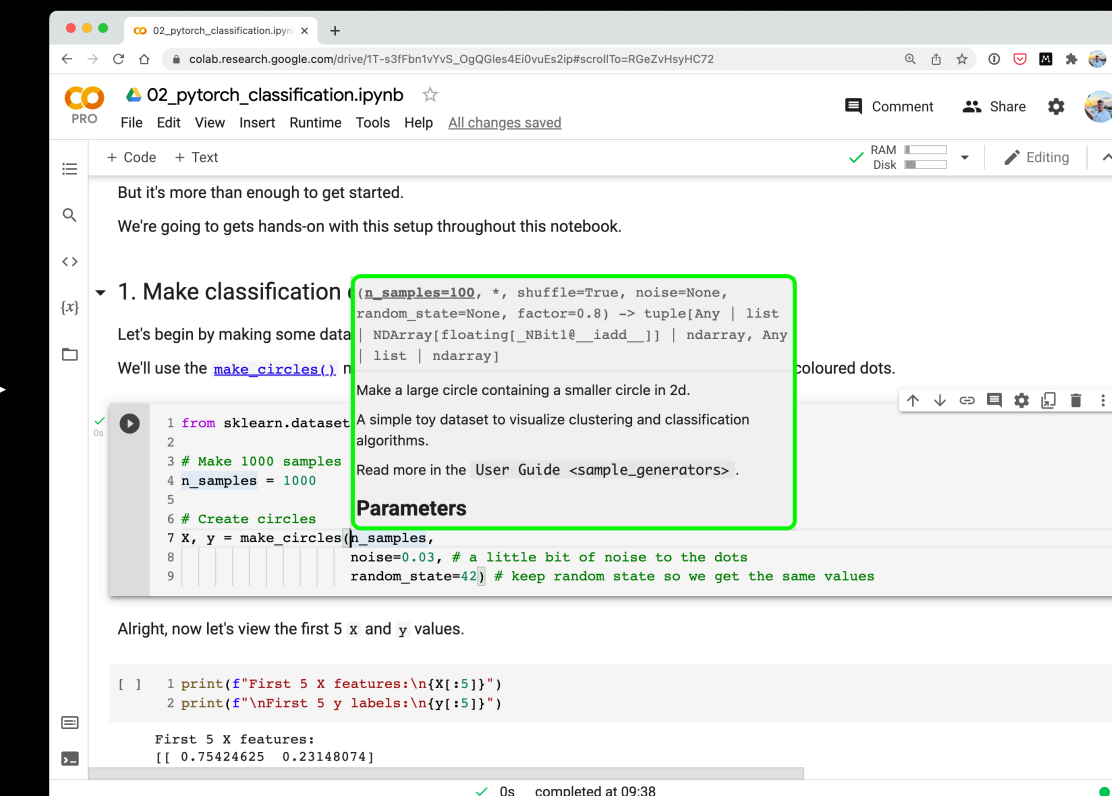 02_pytorch_classification.ipyn
colab.research.google.com/drive/1T-s3fFbn1vYvS_OgQGles4Ei0vuEs2ip#scrollTo=RGeZvHsyHC72
M
CO
PRO
02_pytorch_classification.ipynb
Comment
Share
File Edit View Insert Runtime Tools Help All changes saved
+ Code + Text
RAM
Disk
Editing
But it's more than enough to get started.
We're going to gets hands-on with this setup throughout this notebook.
1. Make classification
(n_samples=100, *, shuffle=True, noise=None,
random_state=None, factor=0.8) -> tuple[Any | list
| NDArray[floating[_NBit1@__iadd__]] | ndarray, Any
| list | ndarray]
Make a large circle containing a smaller circle in 2d.
A simple toy dataset to visualize clustering and classification
algorithms.
Read more in the User Guide <sample_generators> .
Parameters
{x}
Let's begin by making some data
We'll use the make_circles() coloured dots.
0s
1 from sklearn.dataset
2
3 # Make 1000 samples
4 n_samples = 1000
5
6 # Create circles
7 X, y = make_circles(n_samples,
8 noise=0.03, # a little bit of noise to the dots
9 random_state=42) # keep random state so we get the same values
Alright, now let's view the first 5 X and y values.
[ ] 1 print(f"First 5 X features:\n{X[:5]}")
2 print(f"\nFirst 5 y labels:\n{y[:5]}")
First 5 X features:
[[ 0.75424625 0.23148074]
0s completed at 09:38